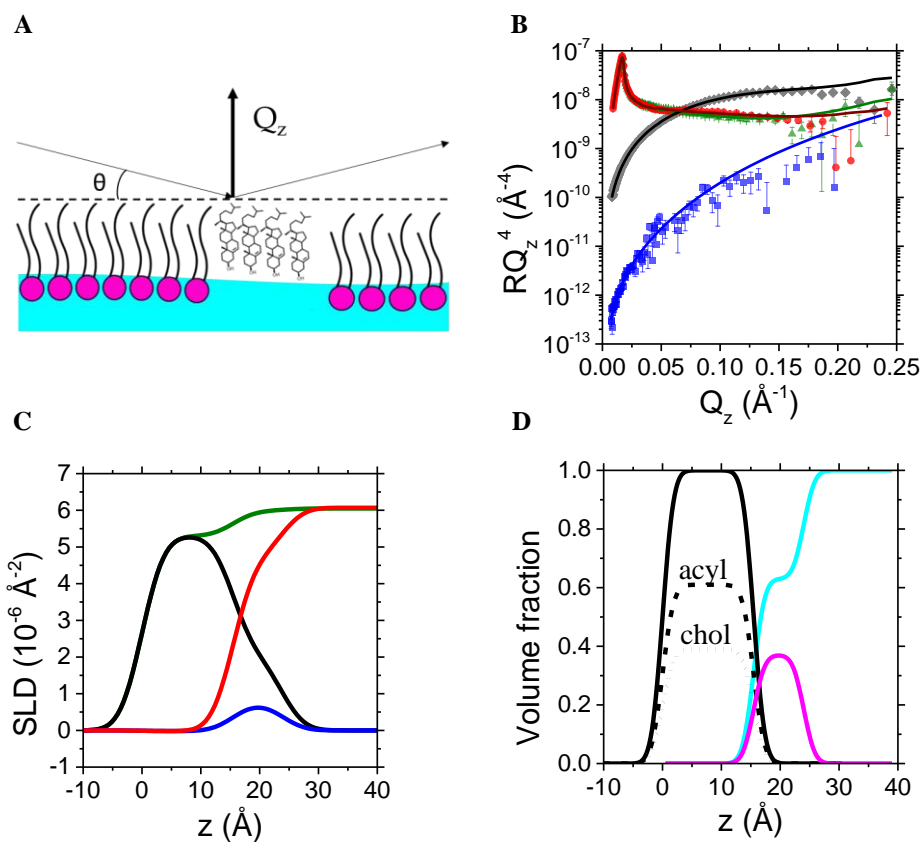 A
Q_z
θ
B
10^-7
10^-8
10^-9
10^-10
10^-11
10^-12
10^-13
RQ_z^4 (Å^-4)
0.00 0.05 0.10 0.15 0.20 0.25
Q_z (Å^-1)
C
7
6
5
4
3
2
1
0
-1
SLD (10^-6 Å^-2)
-10 0 10 20 30 40
z (Å)
D
1.0
0.8
0.6
0.4
0.2
0.0
Volume fraction
acyl
chol
-10 0 10 20 30 40
z (Å)